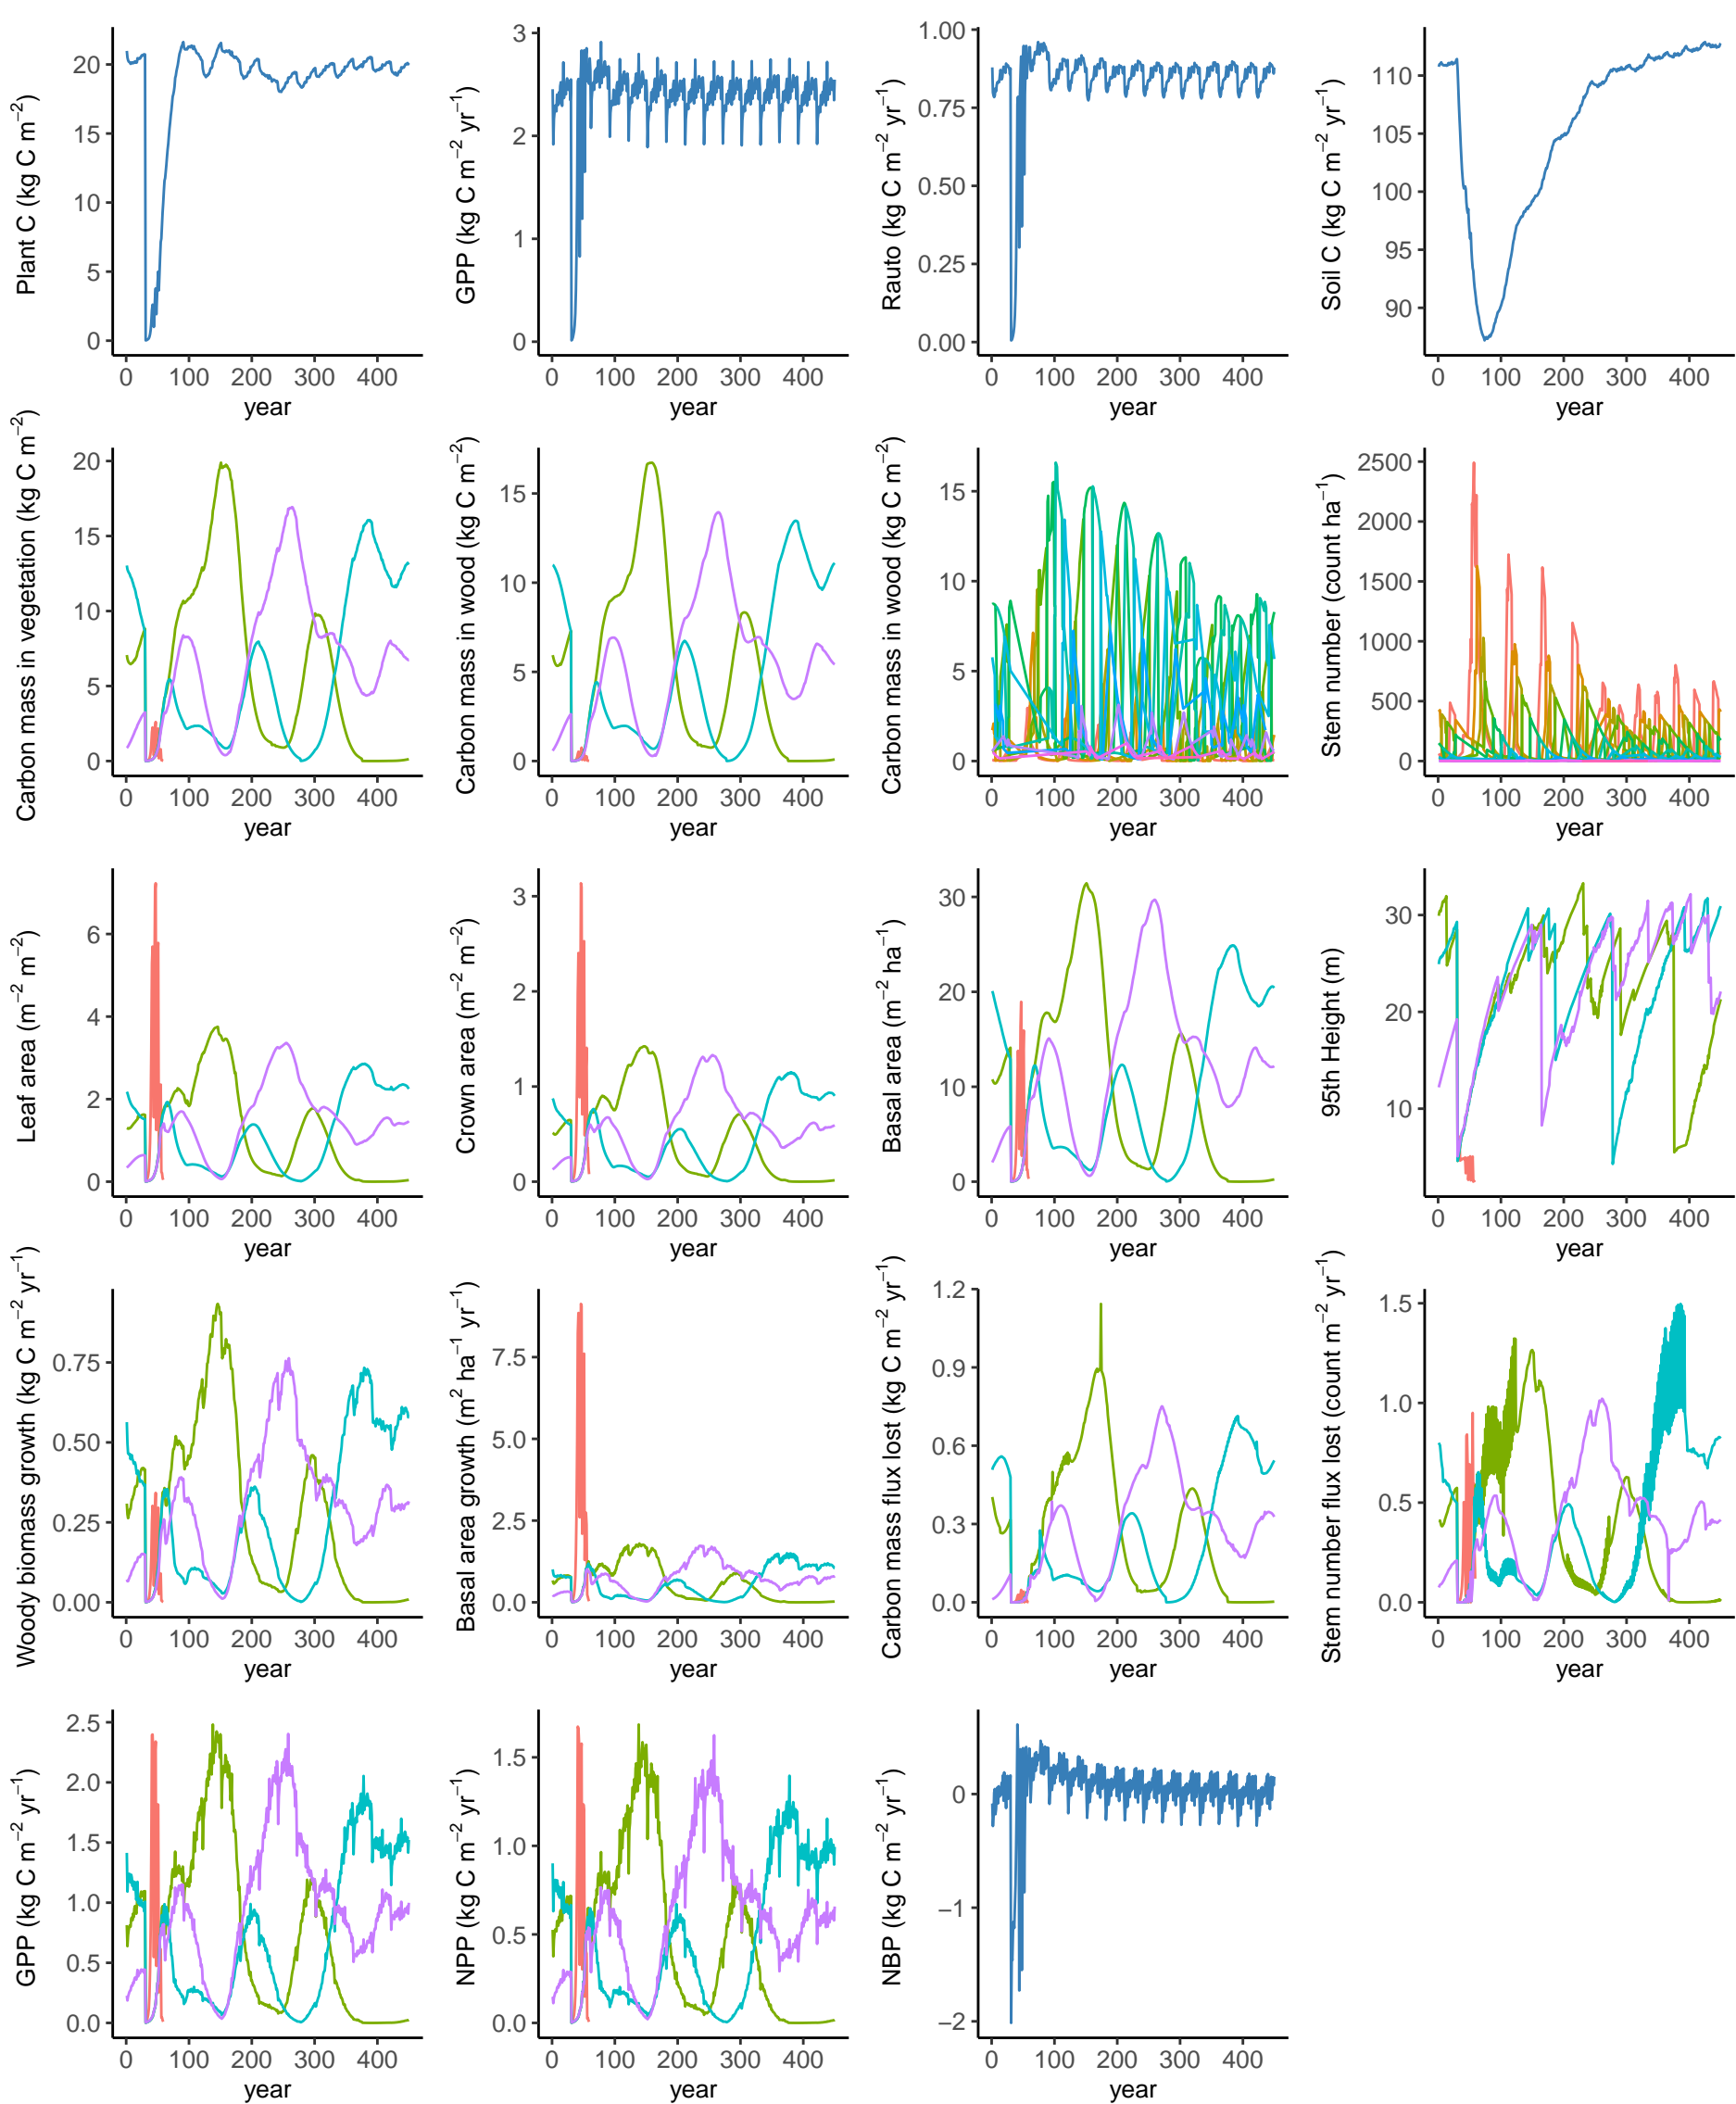 Plant C (kg C m⁻²)
20
15
10
5
0
0 100 200 300 400
year
GPP (kg C m⁻² yr⁻¹)
3
2
1
0
0 100 200 300 400
year
Rauto (kg C m⁻² yr⁻¹)
1.00
0.75
0.50
0.25
0.00
0 100 200 300 400
year
Soil C (kg C m⁻² yr⁻¹)
110
105
100
95
90
0 100 200 300 400
year
Carbon mass in vegetation (kg C m⁻²)
20
15
10
5
0
0 100 200 300 400
year
Carbon mass in wood (kg C m⁻²)
15
10
5
0
0 100 200 300 400
year
Carbon mass in wood (kg C m⁻²)
15
10
5
0
0 100 200 300 400
year
Stem number (count ha⁻¹)
2500
2000
1500
1000
500
0
0 100 200 300 400
year
Leaf area (m⁻² m⁻²)
6
4
2
0
0 100 200 300 400
year
Crown area (m⁻² m⁻²)
3
2
1
0
0 100 200 300 400
year
Basal area (m⁻² ha⁻¹)
30
20
10
0
0 100 200 300 400
year
95th Height (m)
30
20
10
0 100 200 300 400
year
Woody biomass growth (kg C m⁻² yr⁻¹)
0.75
0.50
0.25
0.00
0 100 200 300 400
year
Basal area growth (m² ha⁻¹ yr⁻¹)
7.5
5.0
2.5
0.0
0 100 200 300 400
year
Carbon mass flux lost (kg C m⁻² yr⁻¹)
1.2
0.9
0.6
0.3
0.0
0 100 200 300 400
year
Stem number flux lost (count m⁻² yr⁻¹)
1.5
1.0
0.5
0.0
0 100 200 300 400
year
GPP (kg C m⁻² yr⁻¹)
2.5
2.0
1.5
1.0
0.5
0.0
0 100 200 300 400
year
NPP (kg C m⁻² yr⁻¹)
1.5
1.0
0.5
0.0
0 100 200 300 400
year
NBP (kg C m⁻² yr⁻¹)
0
−1
−2
0 100 200 300 400
year